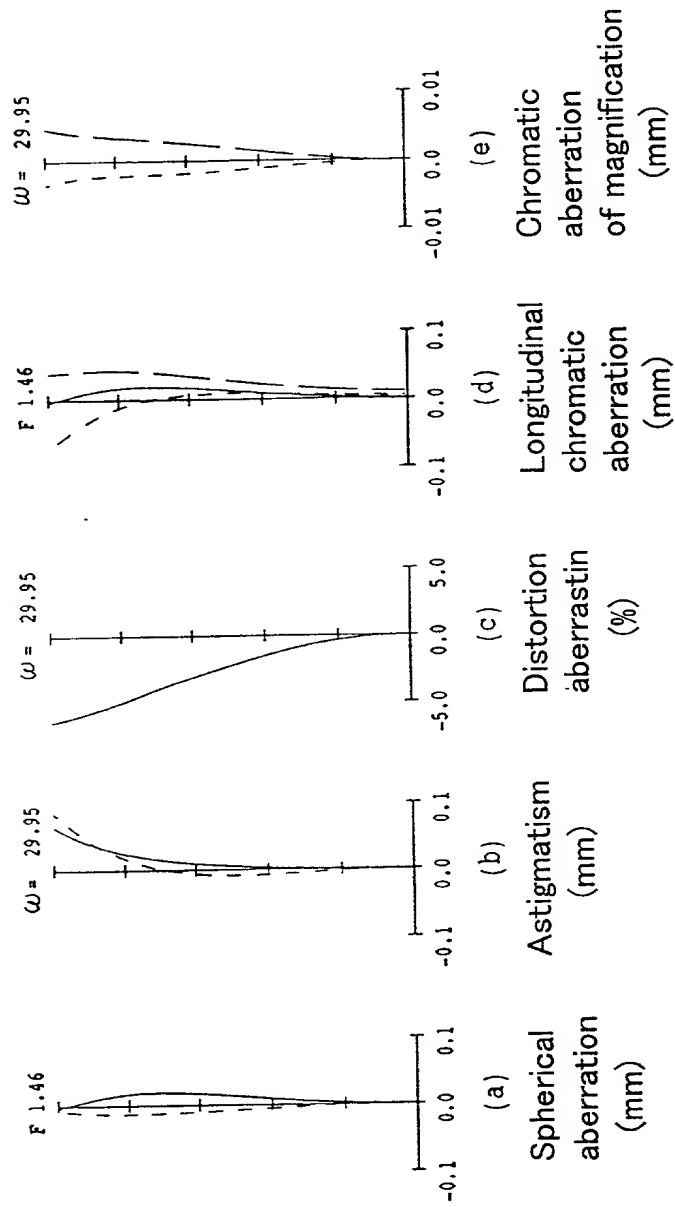 F 1.46
-0.1 0.0 0.1
(a)
Spherical
aberration
(mm)
ω = 29.95
-0.1 0.0 0.1
(b)
Astigmatism
(mm)
ω = 29.95
-5.0 0.0 5.0
(c)
Distortion
aberrastin
(%)
F 1.46
-0.1 0.0 0.1
(d)
Longitudinal
chromatic
aberration
(mm)
ω = 29.95
-0.01 0.0 0.01
(e)
Chromatic
aberration
of magnification
(mm)